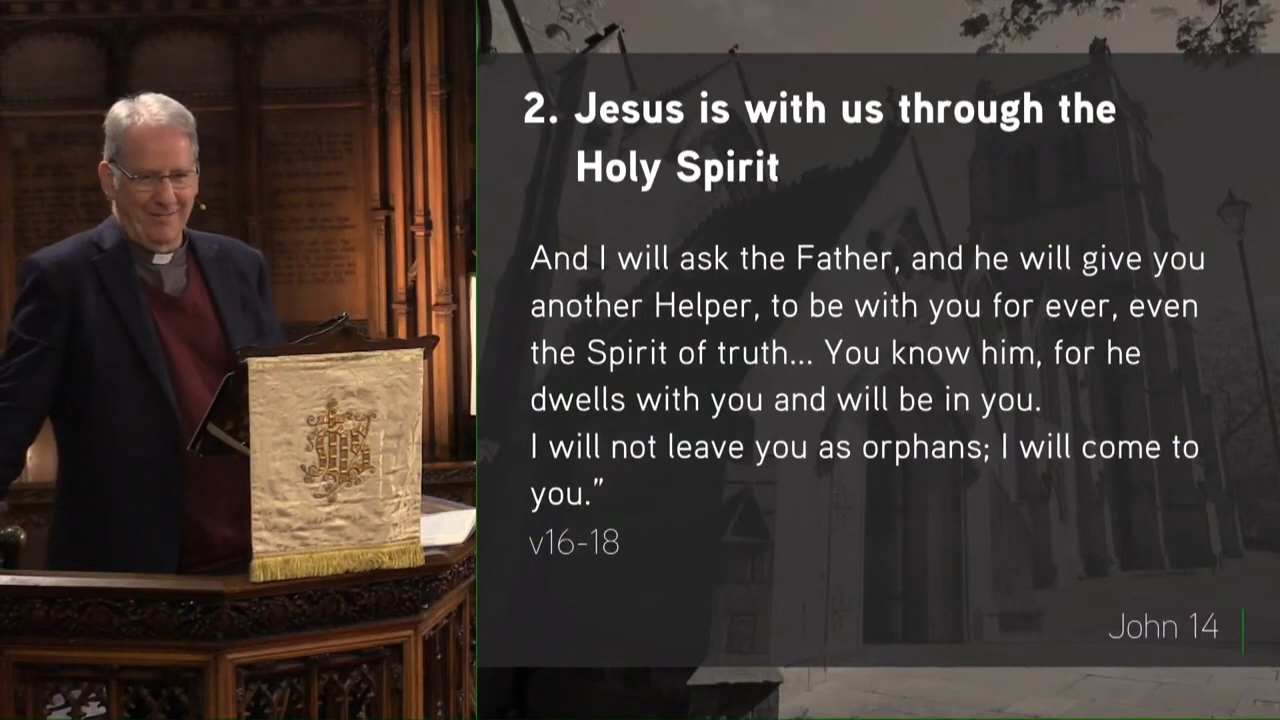 2. Jesus is with us through the
Holy Spirit
And I will ask the Father, and he will give you
another Helper, to be with you for ever, even
the Spirit of truth... You know him, for he
dwells with you and will be in you.
I will not leave you as orphans; I will come to
you.”
v16-18
John 14